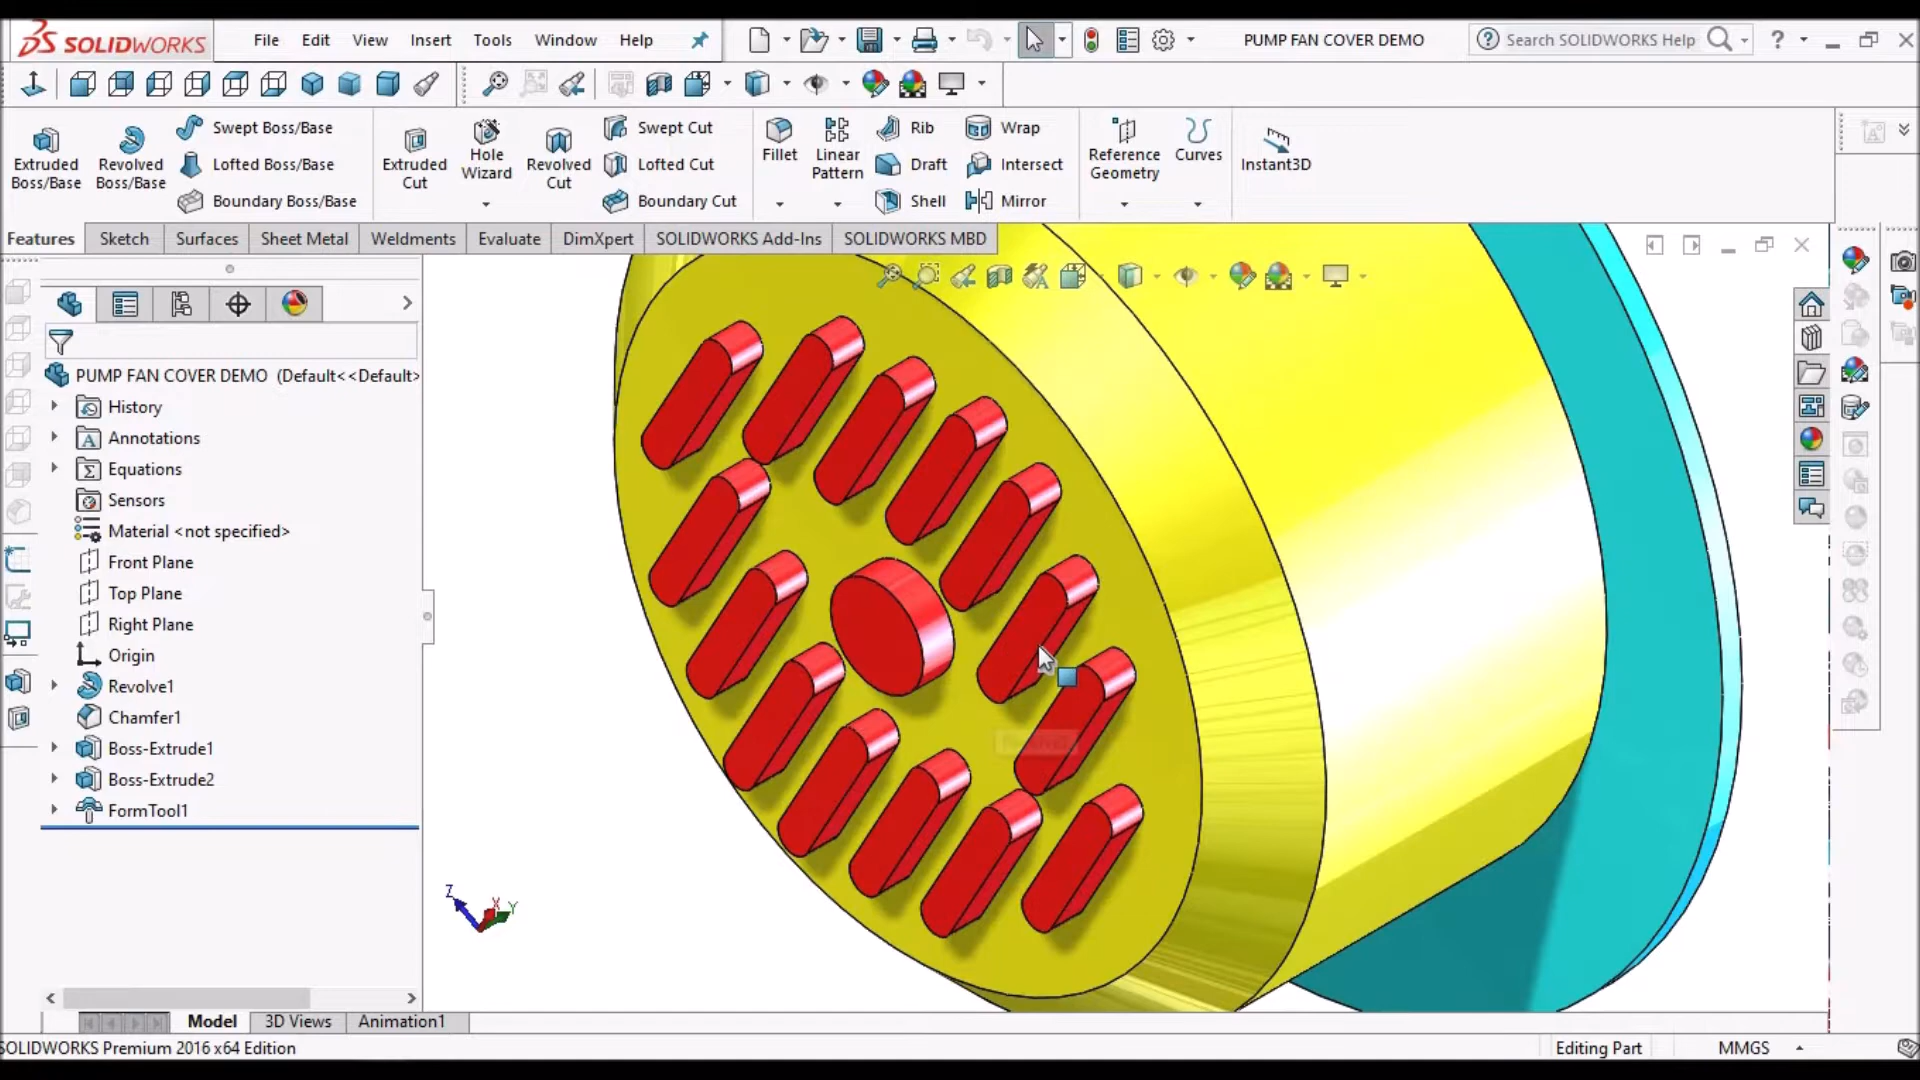 SOLIDWORKS File Edit View Insert Tools Window Help PUMP FAN COVER DEMO Search SOLIDWORKS Help ?
Extruded Boss/Base
Revolved Boss/Base
Swept Boss/Base
Lofted Boss/Base
Boundary Boss/Base
Extruded Cut
Hole Wizard
Revolved Cut
Swept Cut
Lofted Cut
Boundary Cut
Fillet
Linear Pattern
Rib
Draft
Shell
Wrap
Intersect
Mirror
Reference Geometry
Curves
Instant3D
Features Sketch Surfaces Sheet Metal Weldments Evaluate DimXpert SOLIDWORKS Add-Ins SOLIDWORKS MBD
PUMP FAN COVER DEMO (Default<<Default>
History
Annotations
Equations
Sensors
Material <not specified>
Front Plane
Top Plane
Right Plane
Origin
Revolve1
Chamfer1
Boss-Extrude1
Boss-Extrude2
FormTool1
Z X Y
Model 3D Views Animation1
SOLIDWORKS Premium 2016 x64 Edition Editing Part MMGS